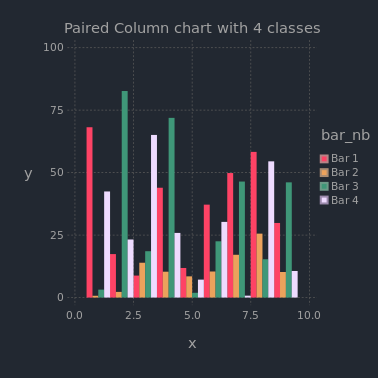 Paired Column chart with 4 classes
100
75
50
25
0
y
0.0 2.5 5.0 7.5 10.0
x
bar_nb
Bar 1
Bar 2
Bar 3
Bar 4